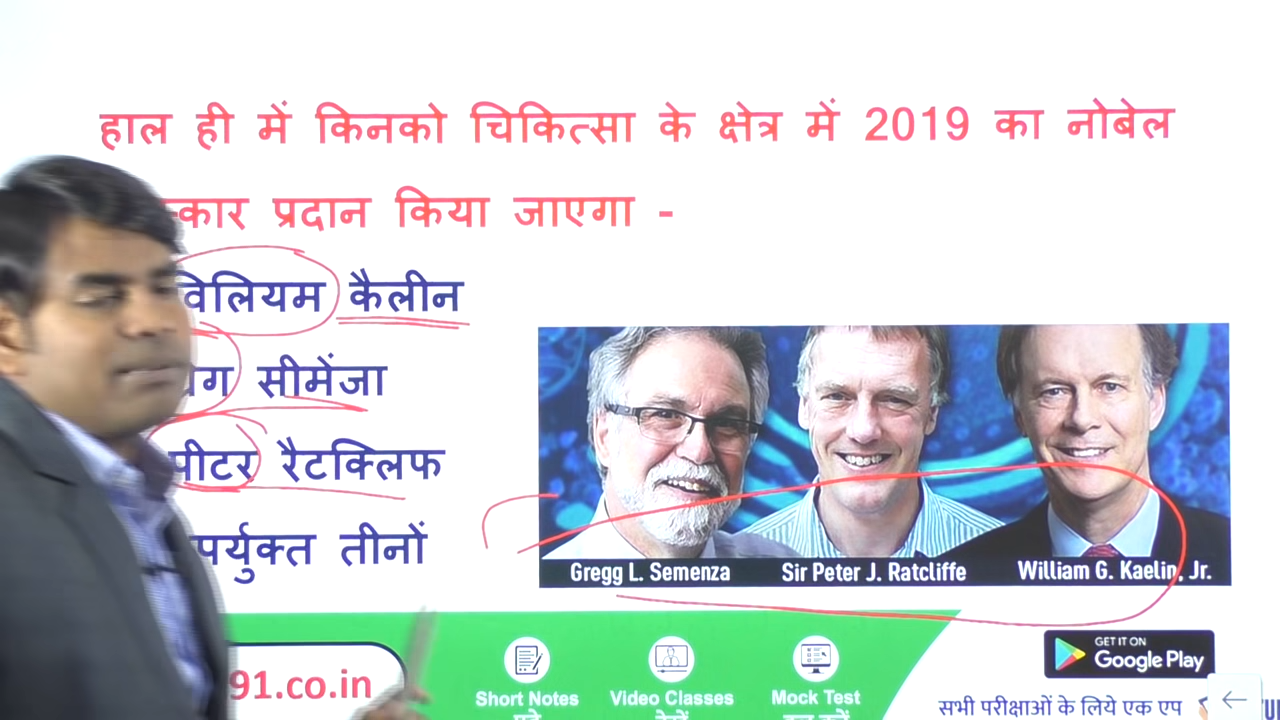 हाल ही में किनको चिकित्सा के क्षेत्र में 2019 का नोबेल
प्रदान किया जाएगा -
विलियम कैलीन
सीमेंजा
पीटर रैटक्लिफ
तीनों
Gregg L. Semenza
Sir Peter J. Ratcliffe
William G. Kaelin, Jr.
91.co.in
Short Notes
Video Classes
Mock Test
GET IT ON
Google Play
सभी परीक्षाओं के लिये एक एप